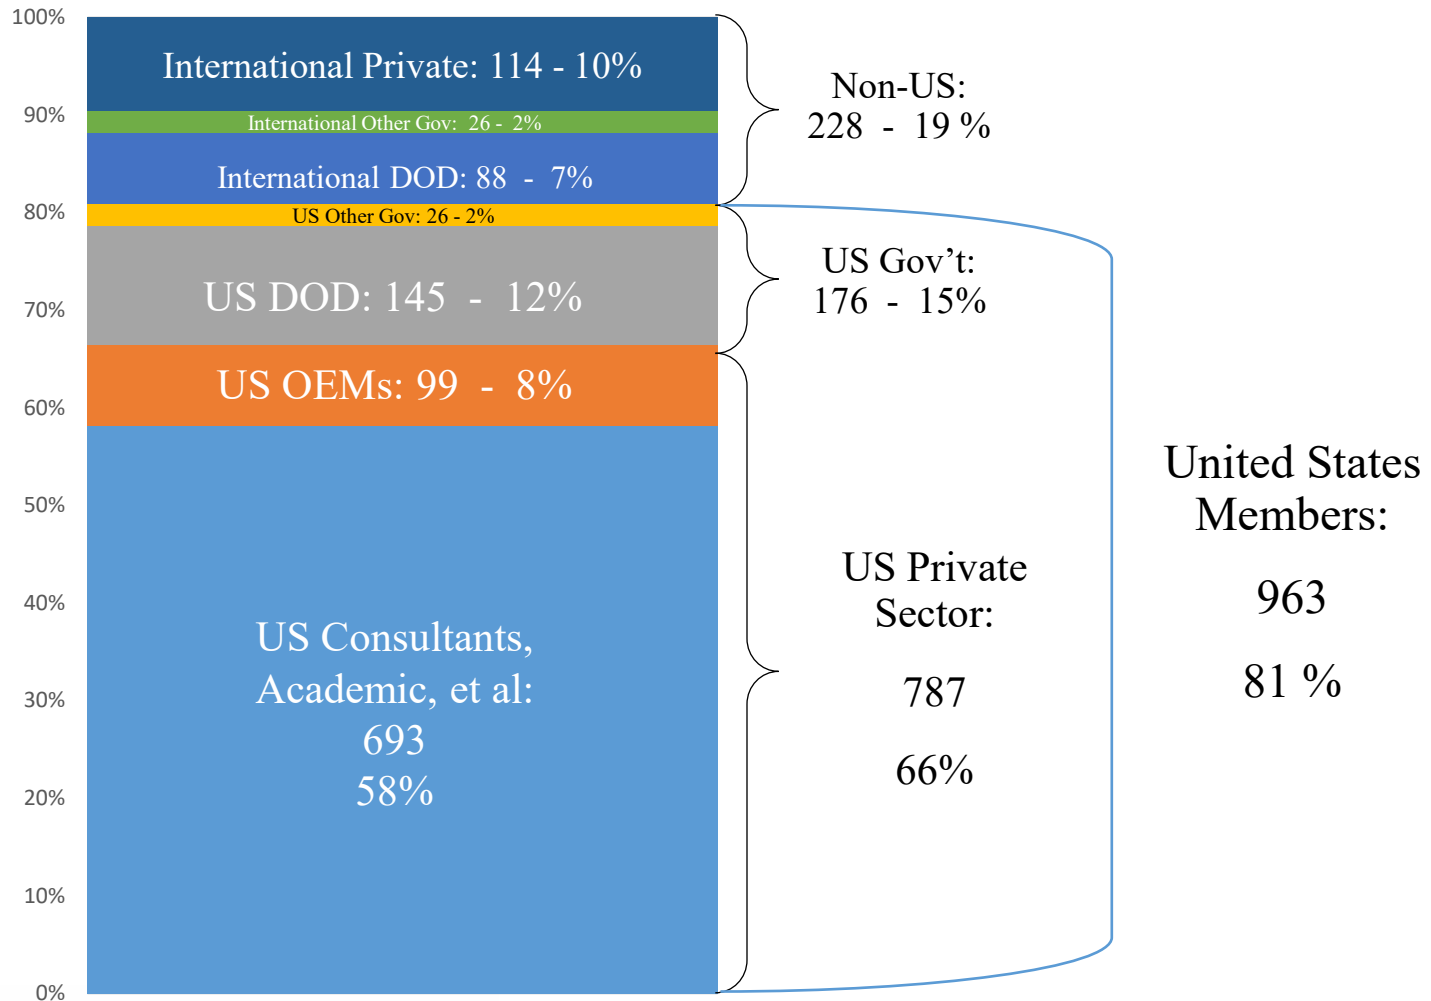 100%
90%
80%
70%
60%
50%
40%
30%
20%
10%
0%
International Private: 114 - 10%
International Other Gov: 26 - 2%
International DOD: 88 - 7%
US Other Gov: 26 - 2%
US DOD: 145 - 12%
US OEMs: 99 - 8%
US Consultants,
Academic, et al:
693
58%
Non-US:
228 - 19 %
US Gov’t:
176 - 15%
US Private
Sector:
787
66%
United States
Members:
963
81 %